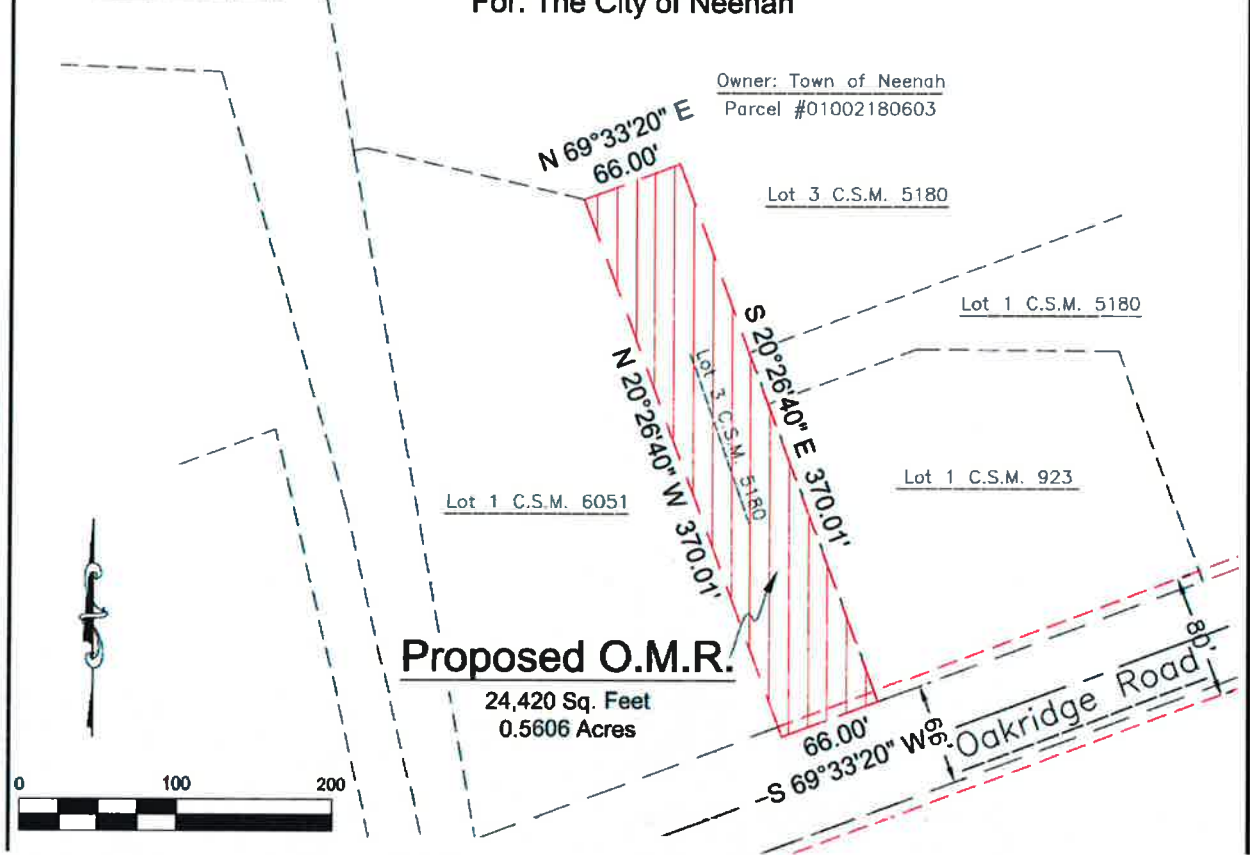 For: The City of Neenah
Owner: Town of Neenah
Parcel #01002180603
N 69°33'20" E
66.00'
Lot 3 C.S.M. 5180
Lot 1 C.S.M. 5180
S 20°26'40" E 370.01'
Lot 3 C.S.M. 5180
N 20°26'40" W 370.01'
Lot 1 C.S.M. 923
Lot 1 C.S.M. 6051
Proposed O.M.R.
24,420 Sq. Feet
0.5606 Acres
80'
Oakridge Road
66'
66.00'
S 69°33'20" W
0 100 200